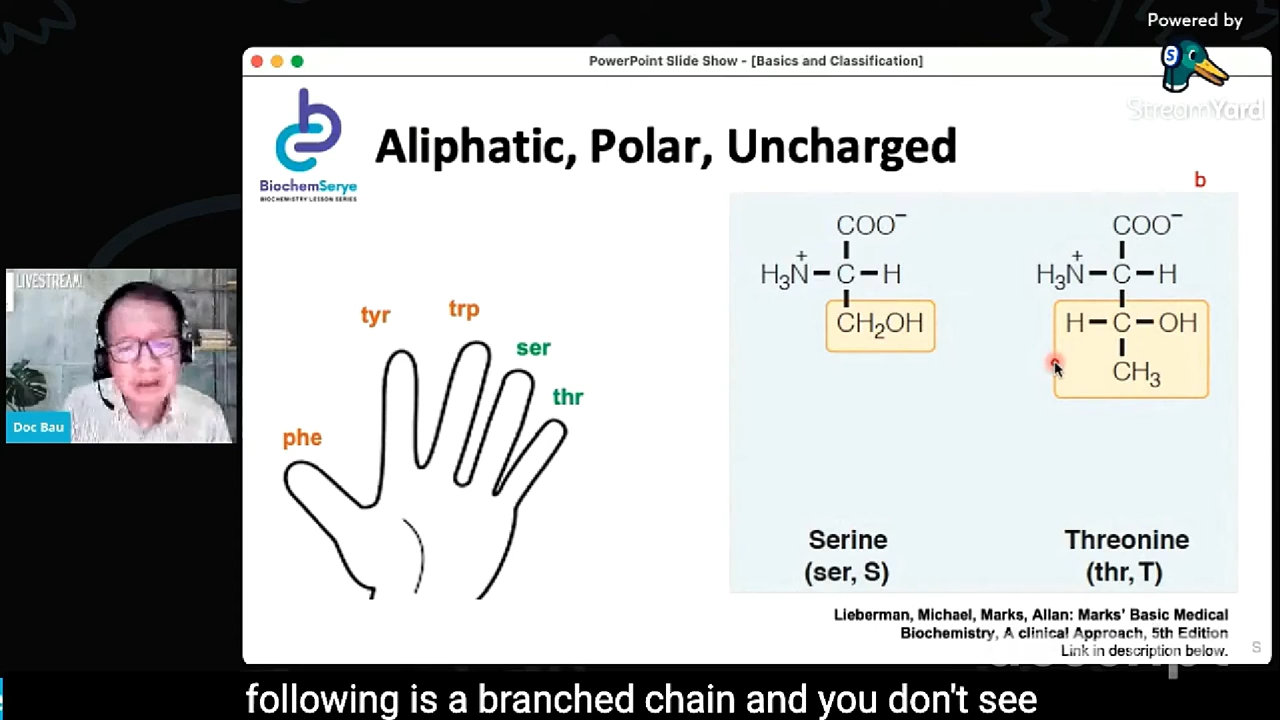 Powered by
S
StreamYard
PowerPoint Slide Show - [Basics and Classification]
BiochemSerye
BIOCHEMISTRY LESSON SERIES
Aliphatic, Polar, Uncharged
b
COO⁻
H₃N⁺–C–H
CH₂OH
COO⁻
H₃N⁺–C–H
H–C–OH
CH₃
LIVESTREAM!
Doc Bau
phe
tyr
trp
ser
thr
Serine
(ser, S)
Threonine
(thr, T)
Lieberman, Michael, Marks, Allan: Marks’ Basic Medical
Biochemistry, A clinical Approach, 5th Edition
Link in description below.
S
following is a branched chain and you don't see